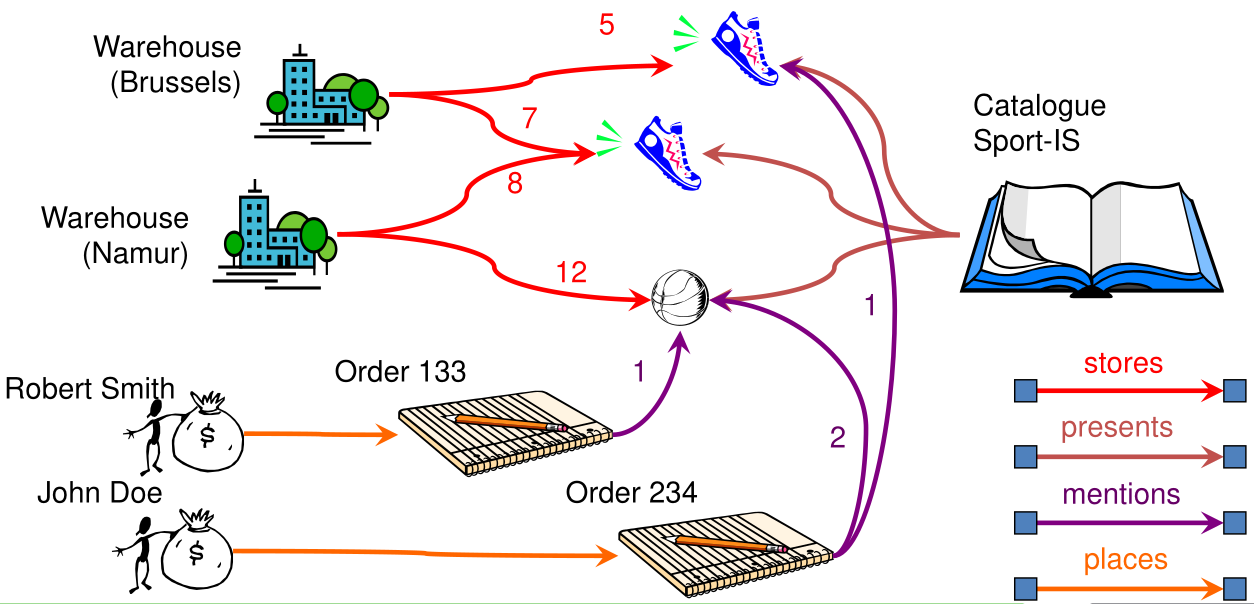 5
Warehouse
(Brussels)
Catalogue
Sport-IS
7
8
Warehouse
(Namur)
12
1
Order 133
1
stores
Robert Smith
$
presents
2
John Doe
Order 234
mentions
$
places